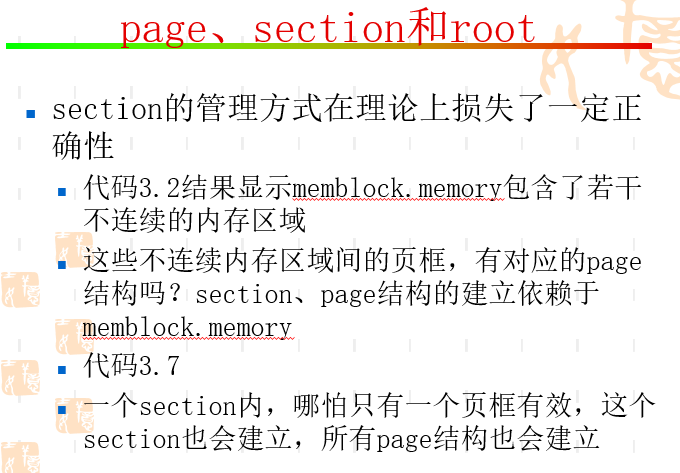 page、section和root
section的管理方式在理论上损失了一定正
确性
代码3.2结果显示memblock.memory包含了若干
不连续的内存区域
这些不连续内存区域间的页框，有对应的page
结构吗？section、page结构的建立依赖于
memblock.memory
代码3.7
一个section内，哪怕只有一个页框有效，这个
section也会建立，所有page结构也会建立